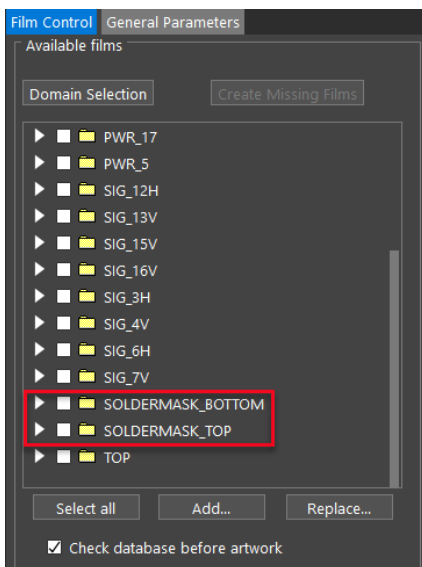 Film Control General Parameters
Available films
Domain Selection Create Missing Films
PWR_17
PWR_5
SIG_12H
SIG_13V
SIG_15V
SIG_16V
SIG_3H
SIG_4V
SIG_6H
SIG_7V
SOLDERMASK_BOTTOM
SOLDERMASK_TOP
TOP
Select all Add... Replace...
Check database before artwork